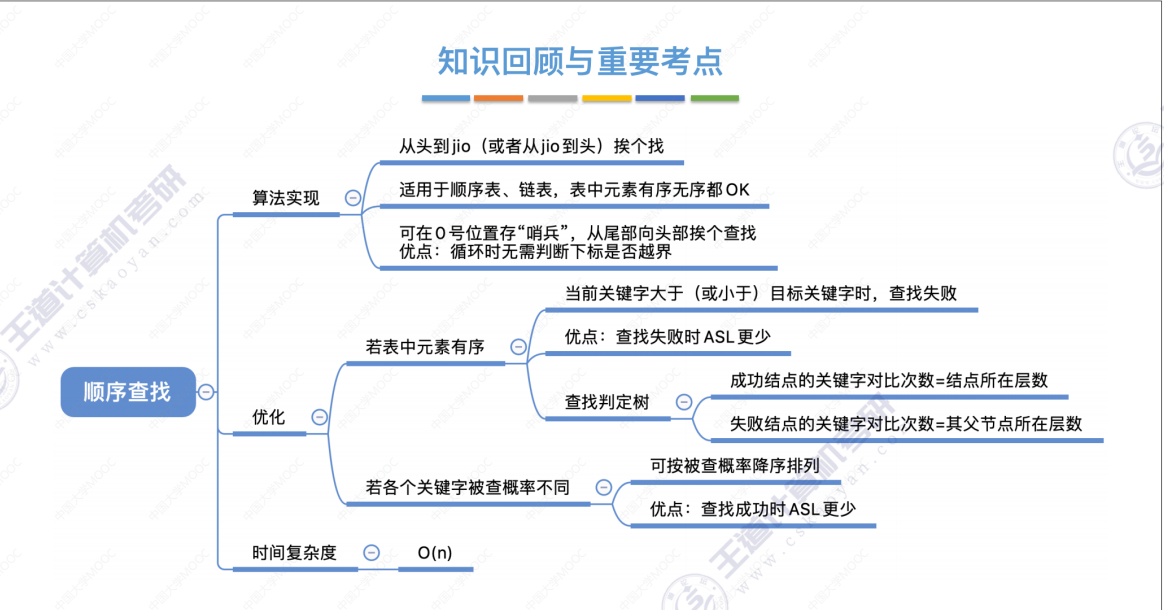 知识回顾与重要考点
从头到jio（或者从jio到头）挨个找
算法实现
适用于顺序表、链表，表中元素有序无序都OK
可在0号位置存“哨兵”，从尾部向头部挨个查找
优点：循环时无需判断下标是否越界
当前关键字大于（或小于）目标关键字时，查找失败
若表中元素有序
优点：查找失败时ASL更少
查找判定树
成功结点的关键字对比次数=结点所在层数
失败结点的关键字对比次数=其父节点所在层数
顺序查找
优化
若各个关键字被查概率不同
可按被查概率降序排列
优点：查找成功时ASL更少
时间复杂度
O(n)
王道计算机考研
www.cskaoyan.com
王道计算机考研
www.cskaoyan.com
中国大学MOOC